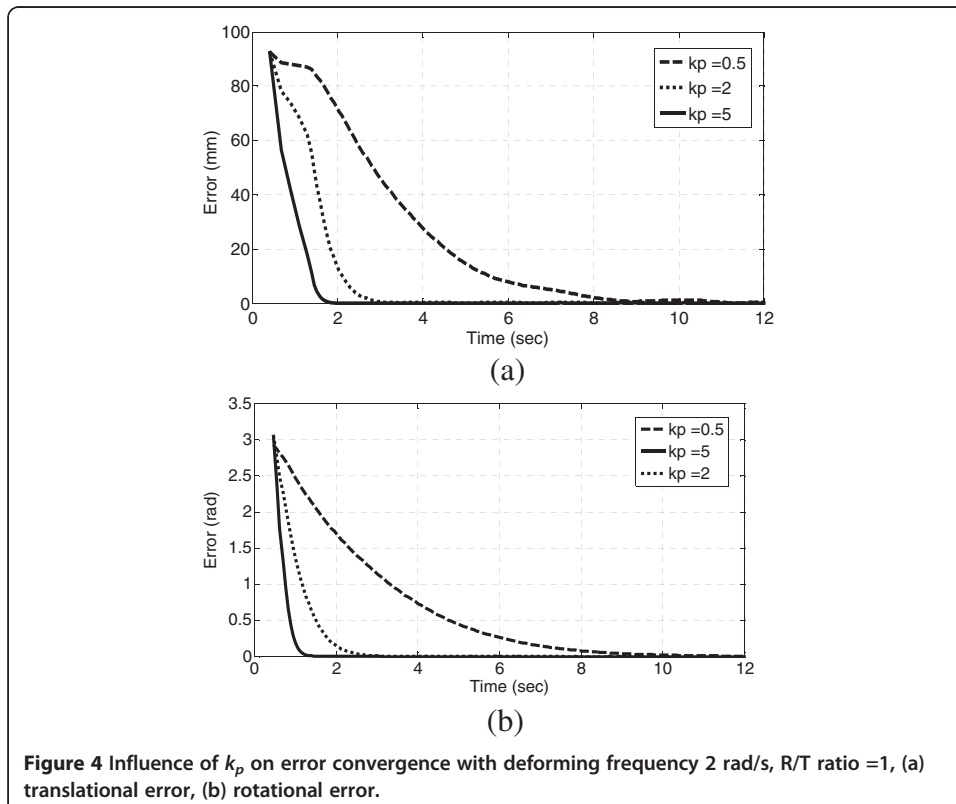 100
80
60
40
20
0
Error (mm)
kp =0.5
kp =2
kp =5
0 2 4 6 8 10 12
Time (sec)
(a)
3.5
3
2.5
2
1.5
1
0.5
0
Error (rad)
kp =0.5
kp =5
kp =2
0 2 4 6 8 10 12
Time (sec)
(b)
Figure 4 Influence of kp on error convergence with deforming frequency 2 rad/s, R/T ratio =1, (a)
translational error, (b) rotational error.